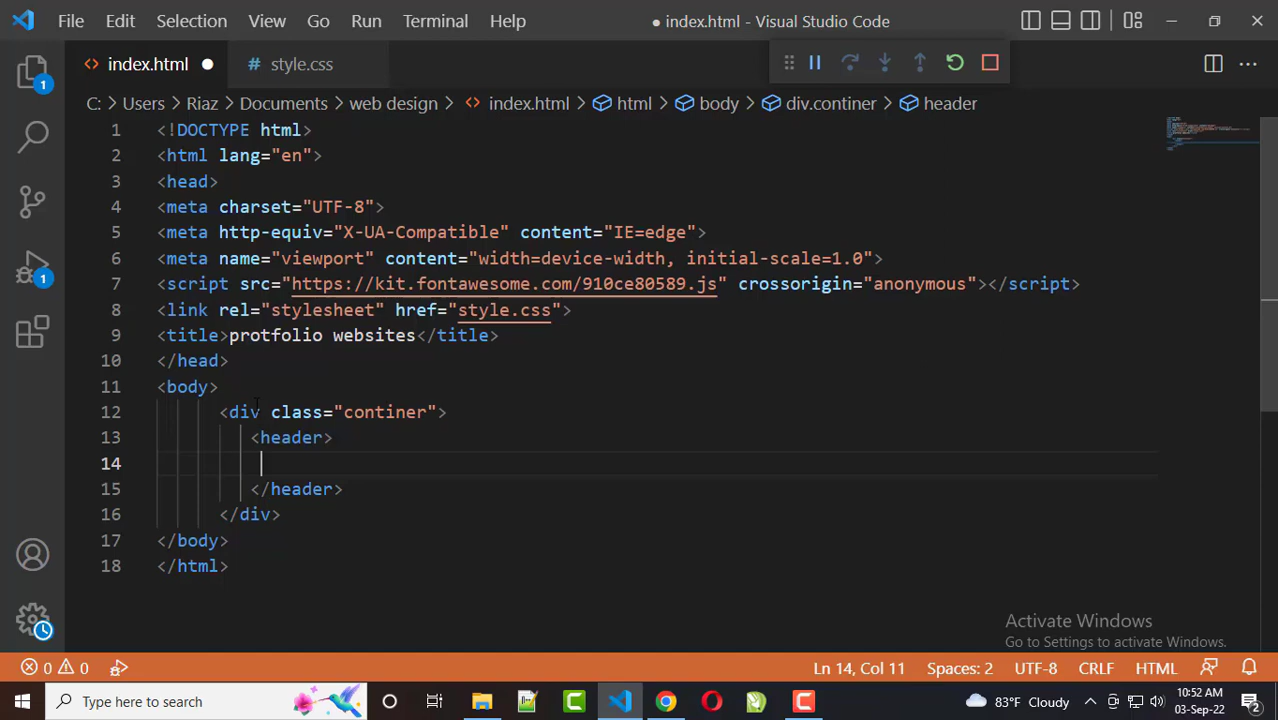 File Edit Selection View Go Run Terminal Help
● index.html - Visual Studio Code
index.html
# style.css
C: > Users > Riaz > Documents > web design > index.html > html > body > div.continer > header
1 <!DOCTYPE html>
2 <html lang="en">
3 <head>
4 <meta charset="UTF-8">
5 <meta http-equiv="X-UA-Compatible" content="IE=edge">
6 <meta name="viewport" content="width=device-width, initial-scale=1.0">
7 <script src="https://kit.fontawesome.com/910ce80589.js" crossorigin="anonymous"></script>
8 <link rel="stylesheet" href="style.css">
9 <title>protfolio websites</title>
10 </head>
11 <body>
12 <div class="continer">
13 <header>
14
15 </header>
16 </div>
17 </body>
18 </html>
1
1
Activate Windows
Go to Settings to activate Windows.
0 0
Ln 14, Col 11 Spaces: 2 UTF-8 CRLF HTML
Type here to search
83°F Cloudy
10:52 AM
03-Sep-22
2